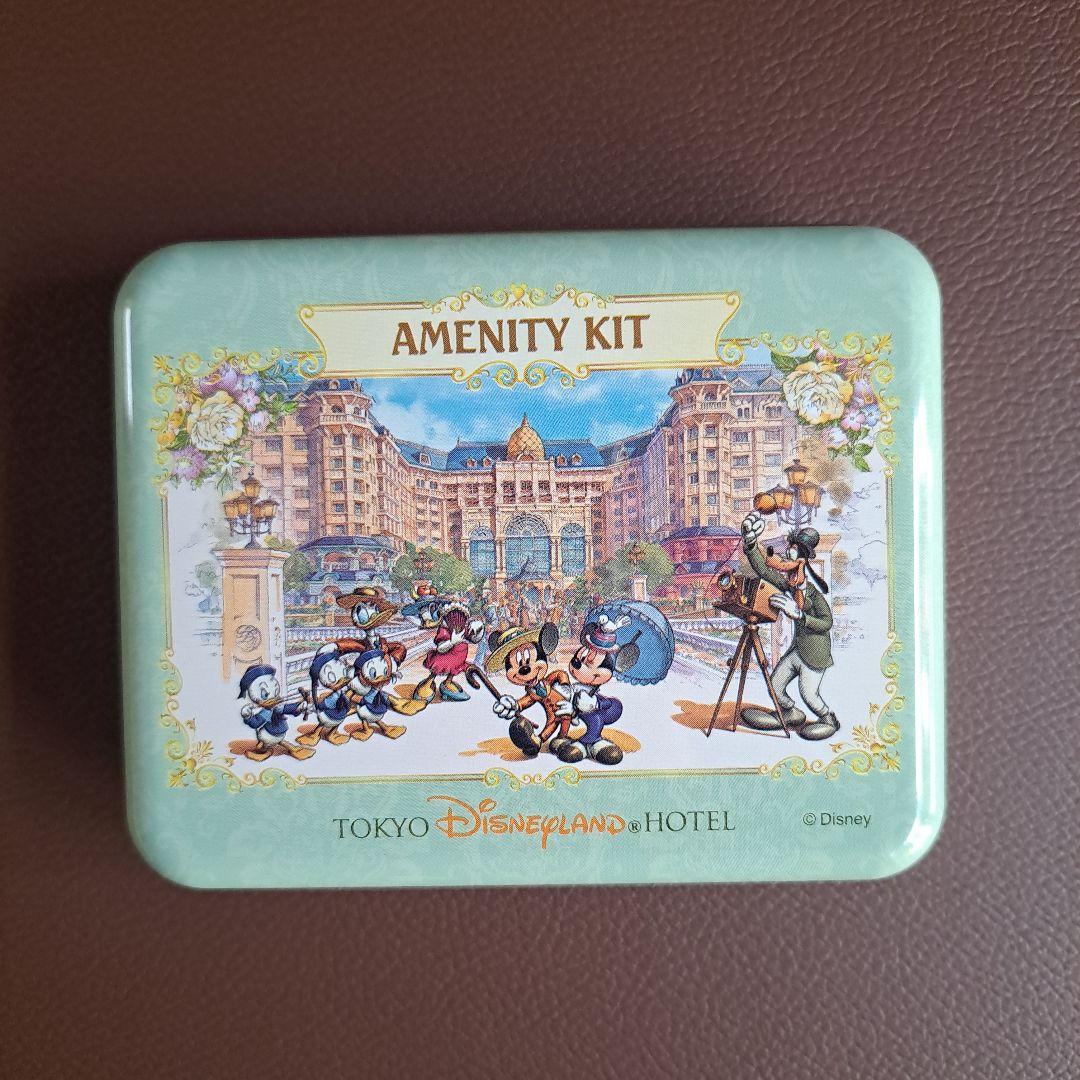 AMENITY KIT
TOKYO DISNEYLAND® HOTEL
© Disney